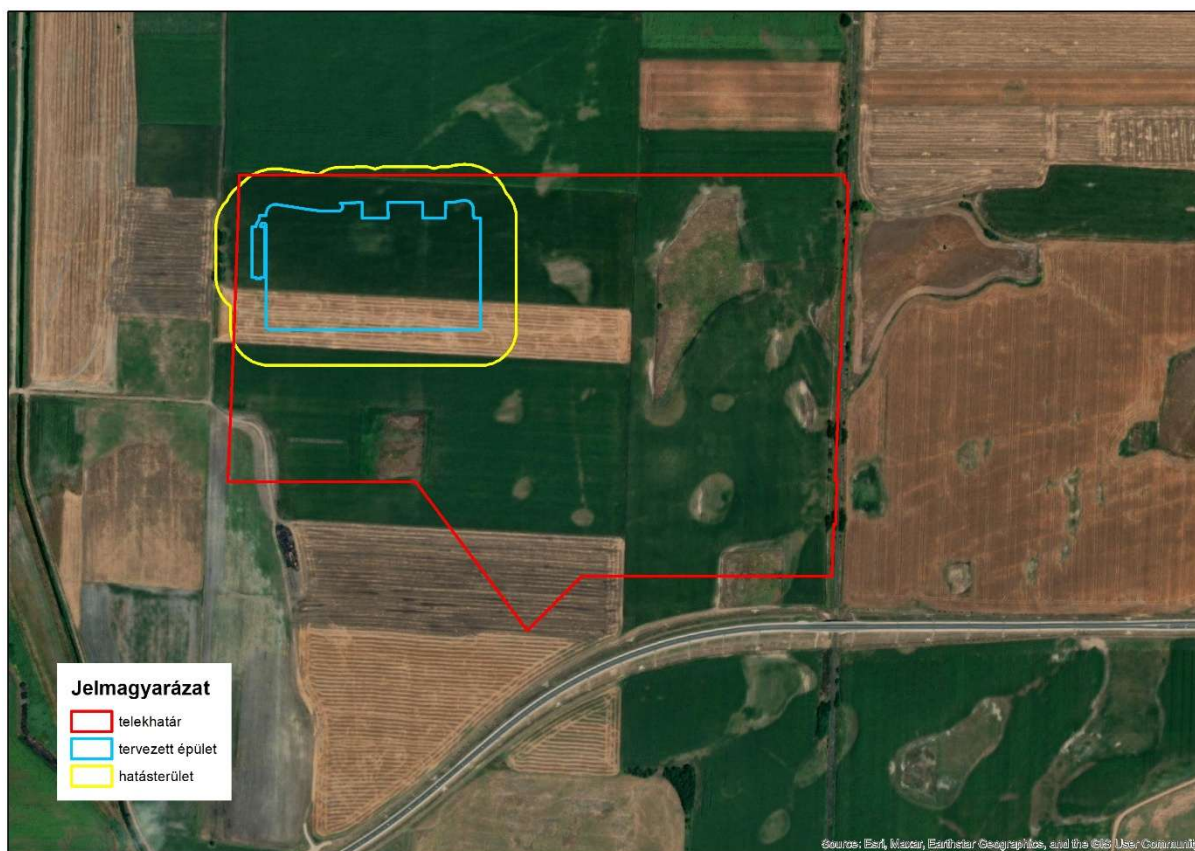 Jelmagyarázat
telekhatár
tervezett épület
hatásterület
Source: Esri, Maxar, Earthstar Geographics, and the GIS User Community